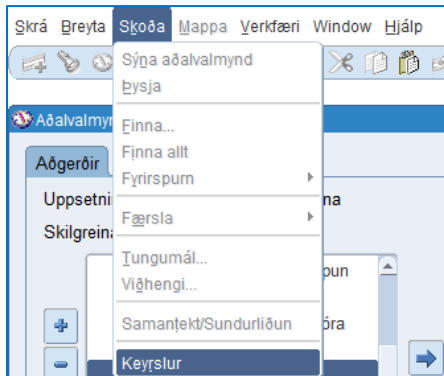 Skrá Breyta Skoða Mappa Verkfæri Window Hjálp
Sýna aðalvalmynd
Þysja
Aðalvalmyn
Finna...
Aðgerðir
Finna allt
Fyrirspurn
Uppsetni
na
Færsla
Skilgreina
Tungumál...
pun
Viðhengi...
Samantekt/Sundurliðun
óra
Keyrslur